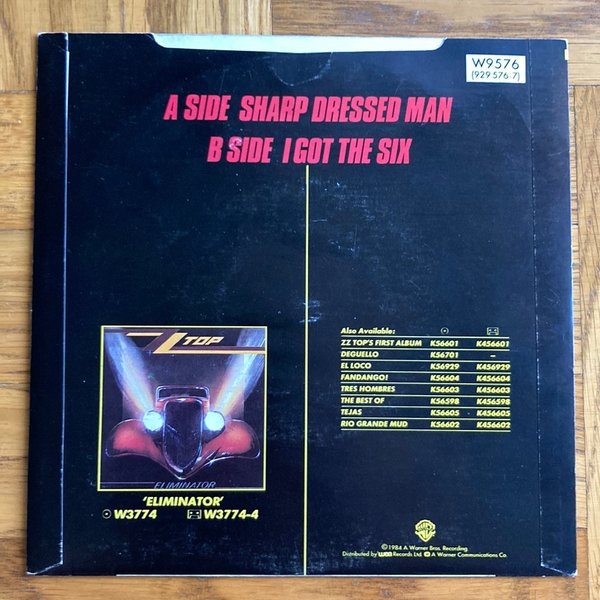 W9576
(929 576-7)
A SIDE SHARP DRESSED MAN
B SIDE I GOT THE SIX
ZZ TOP
ELIMINATOR
'ELIMINATOR'
W3774 W3774-4
Also Available:
ZZ TOP'S FIRST ALBUM K56601 K456601
DEGUELLO K56701 –
EL LOCO K56929 K456929
FANDANGO! K56604 K456604
TRES HOMBRES K56603 K456603
THE BEST OF K56598 K456598
TEJAS K56605 K456605
RIO GRANDE MUD K56602 K456602
©1984 A Warner Bros. Recording
Distributed by wea Records Ltd. A Warner Communications Co.